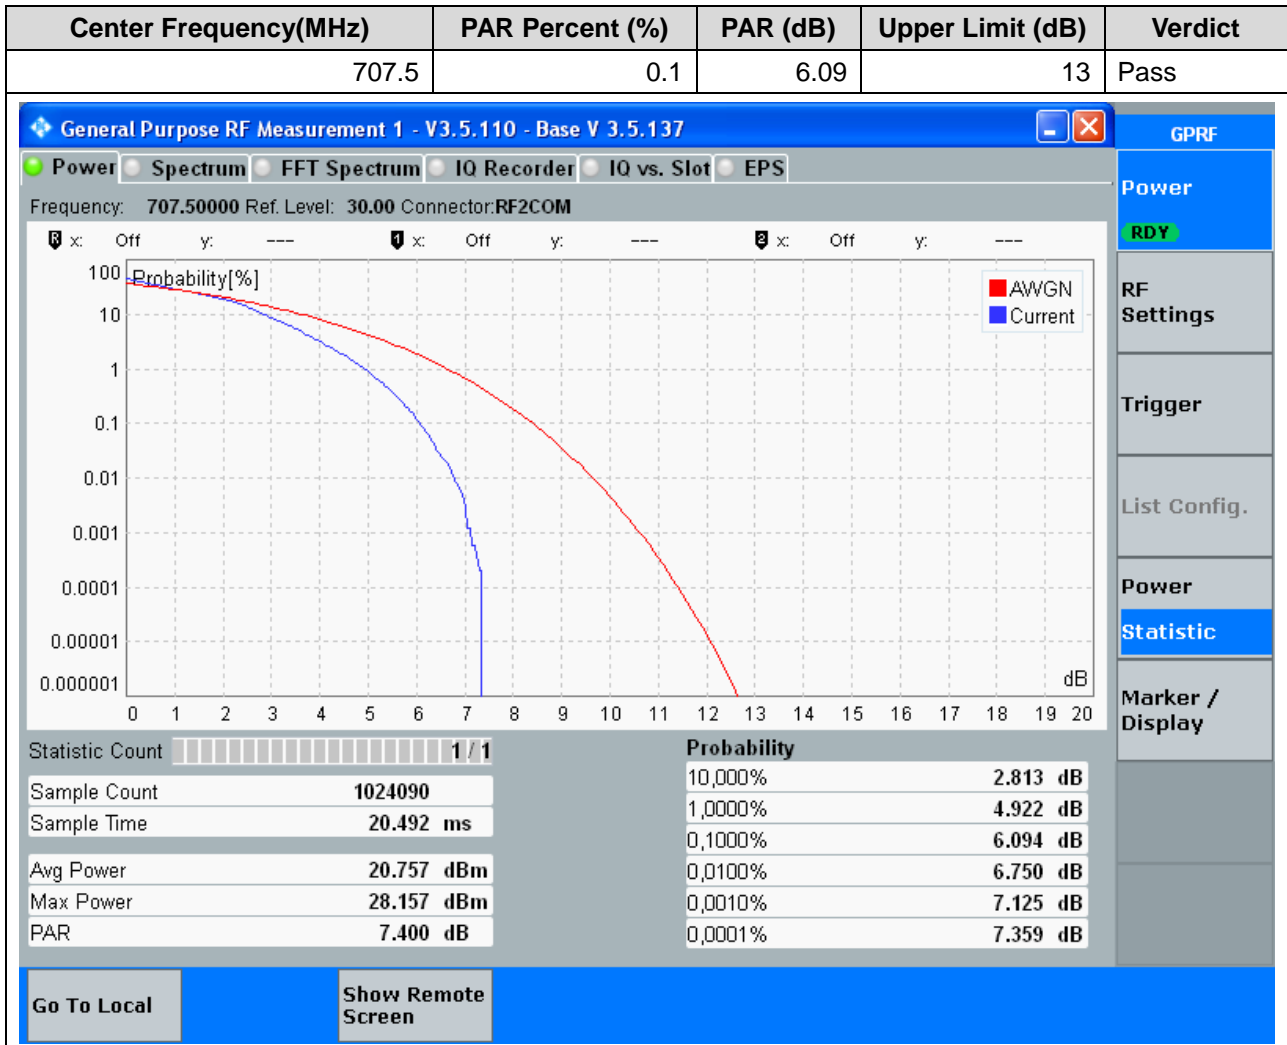 Center Frequency(MHz) PAR Percent (%) PAR (dB) Upper Limit (dB) Verdict
707.5 0.1 6.09 13 Pass
General Purpose RF Measurement 1 - V3.5.110 - Base V 3.5.137
GPRF
Power Spectrum FFT Spectrum IQ Recorder IQ vs. Slot EPS
Frequency: 707.50000 Ref. Level: 30.00 Connector:RF2COM
R x: Off y: --- 1 x: Off y: --- 2 x: Off y: ---
Probability[%]
AWGN
Current
100
10
1
0.1
0.01
0.001
0.0001
0.00001
0.000001
dB
0 1 2 3 4 5 6 7 8 9 10 11 12 13 14 15 16 17 18 19 20
Statistic Count 1 / 1
Sample Count 1024090
Sample Time 20.492 ms
Avg Power 20.757 dBm
Max Power 28.157 dBm
PAR 7.400 dB
Probability
10,000% 2.813 dB
1,0000% 4.922 dB
0,1000% 6.094 dB
0,0100% 6.750 dB
0,0010% 7.125 dB
0,0001% 7.359 dB
Power
RDY
RF
Settings
Trigger
List Config.
Power
Statistic
Marker /
Display
Go To Local
Show Remote
Screen